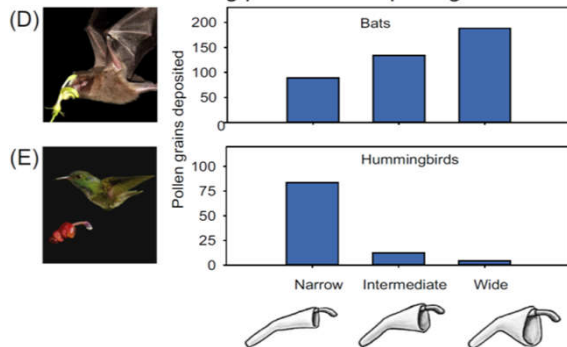 (D)
Bats
200
150
100
50
0
Pollen grains deposited
(E)
Hummingbirds
100
75
50
25
0
Narrow Intermediate Wide